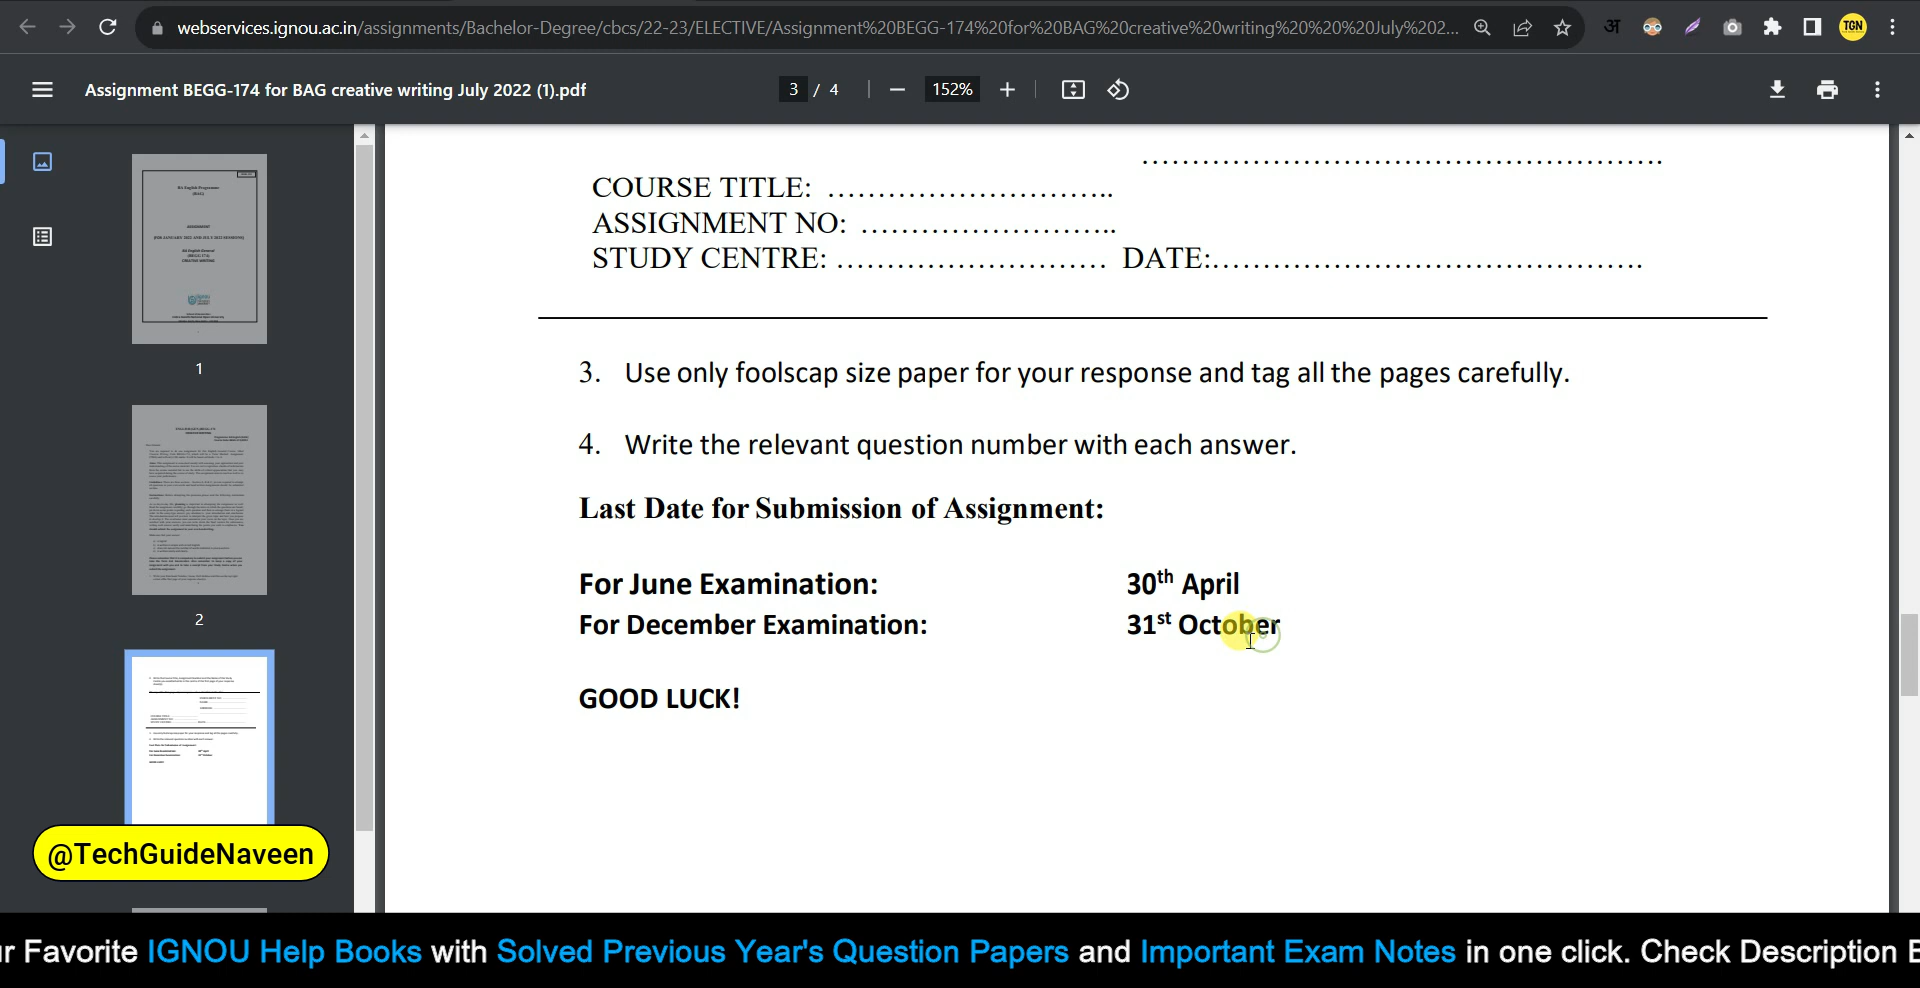 webservices.ignou.ac.in/assignments/Bachelor-Degree/cbcs/22-23/ELECTIVE/Assignment%20BEGG-174%20for%20BAG%20creative%20writing%20%20%20July%202...
अ
TGN
Assignment BEGG-174 for BAG creative writing July 2022 (1).pdf
3 / 4
152%
1
2
@TechGuideNaveen
COURSE TITLE: ………………………..
ASSIGNMENT NO: ……………………..
STUDY CENTRE: ……………………… DATE:…………………………………….
3. Use only foolscap size paper for your response and tag all the pages carefully.
4. Write the relevant question number with each answer.
Last Date for Submission of Assignment:
For June Examination: 30th April
For December Examination: 31st October
GOOD LUCK!
r Favorite IGNOU Help Books with Solved Previous Year's Question Papers and Important Exam Notes in one click. Check Description